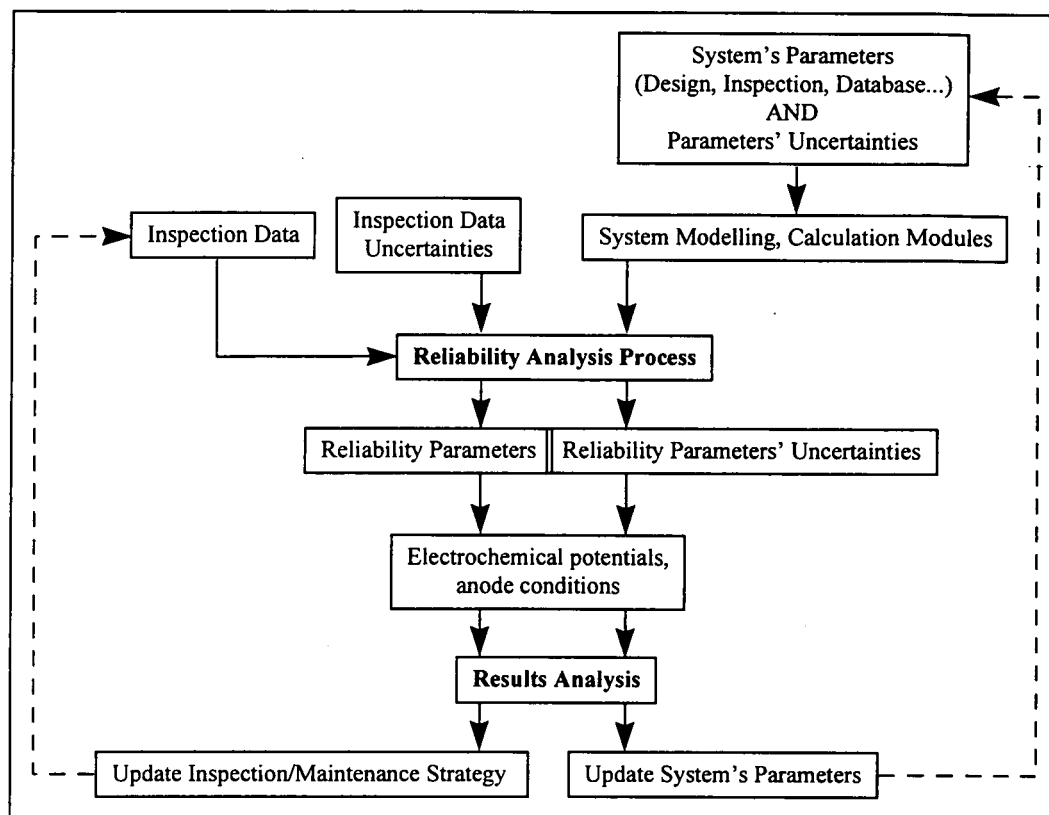 System's Parameters
(Design, Inspection, Database...)
AND
Parameters' Uncertainties
Inspection Data
Inspection Data
Uncertainties
System Modelling, Calculation Modules
Reliability Analysis Process
Reliability Parameters
Reliability Parameters' Uncertainties
Electrochemical potentials,
anode conditions
Results Analysis
Update Inspection/Maintenance Strategy
Update System's Parameters